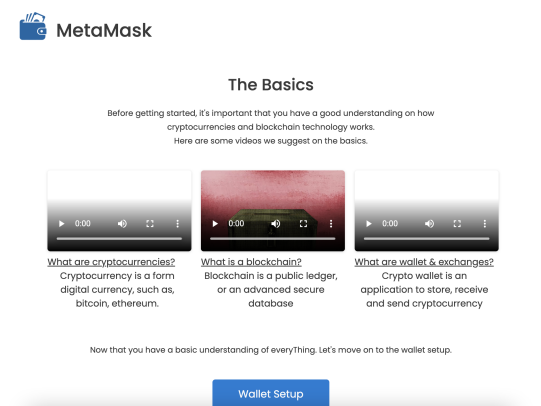 MetaMask
The Basics
Before getting started, it's important that you have a good understanding on how
cryptocurrencies and blockchain technology works.
Here are some videos we suggest on the basics.
0:00
0:00
0:00
What are cryptocurrencies?
Cryptocurrency is a form
digital currency, such as,
bitcoin, ethereum.
What is a blockchain?
Blockchain is a public ledger,
or an advanced secure
database
What are wallet & exchanges?
Crypto wallet is an
application to store, receive
and send cryptocurrency
Now that you have a basic understanding of everyThing. Let's move on to the wallet setup.
Wallet Setup